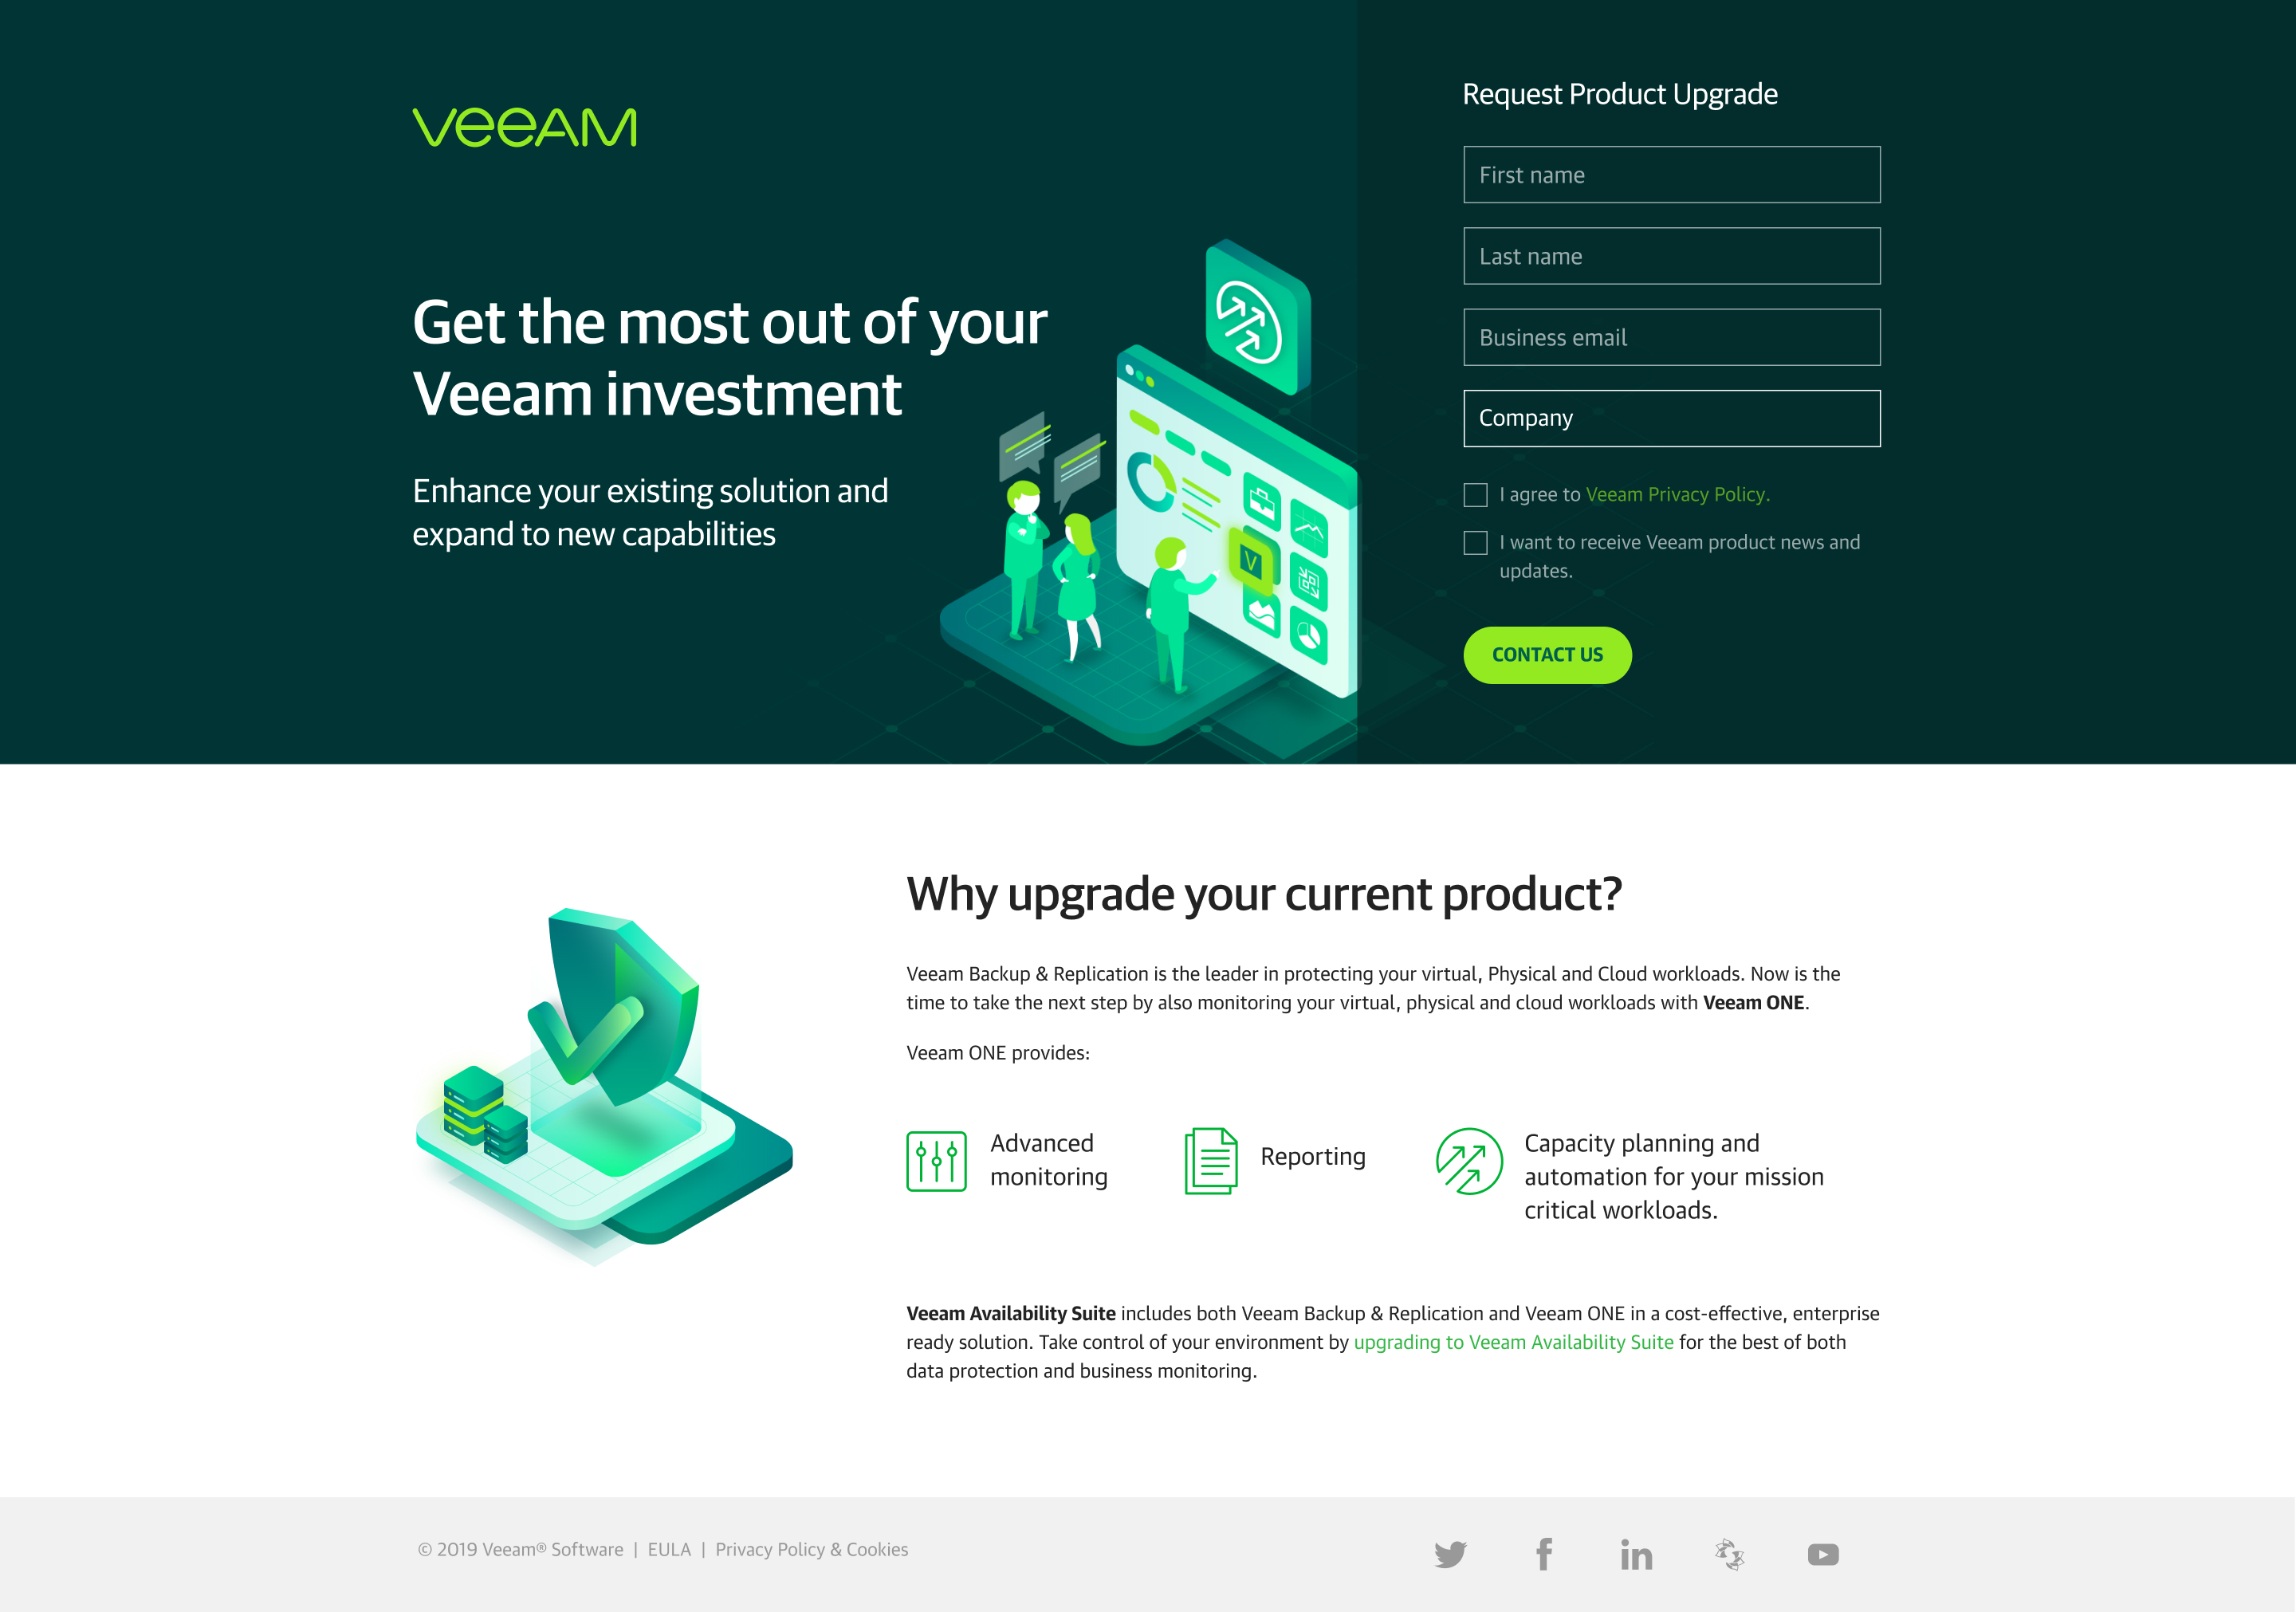 veeAM
Get the most out of your
Veeam investment
Enhance your existing solution and
expand to new capabilities
V
Request Product Upgrade
First name
Last name
Business email
Company
I agree to Veeam Privacy Policy.
I want to receive Veeam product news and
updates.
CONTACT US
Why upgrade your current product?
Veeam Backup & Replication is the leader in protecting your virtual, Physical and Cloud workloads. Now is the
time to take the next step by also monitoring your virtual, physical and cloud workloads with Veeam ONE.
Veeam ONE provides:
Advanced
monitoring
Reporting
Capacity planning and
automation for your mission
critical workloads.
Veeam Availability Suite includes both Veeam Backup & Replication and Veeam ONE in a cost-effective, enterprise
ready solution. Take control of your environment by upgrading to Veeam Availability Suite for the best of both
data protection and business monitoring.
© 2019 Veeam® Software | EULA | Privacy Policy & Cookies